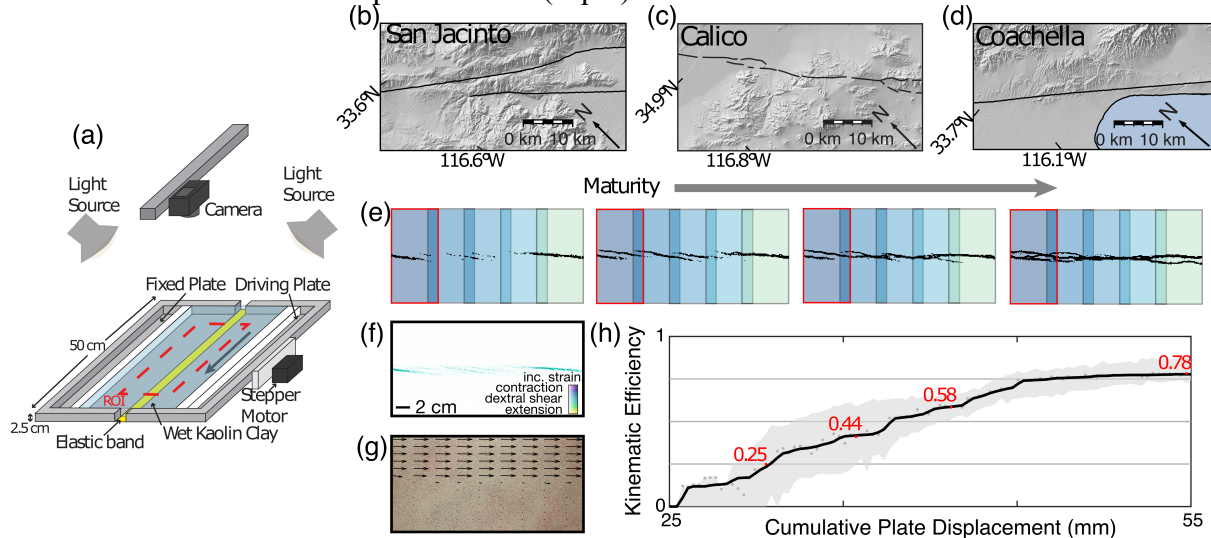 (b)
San Jacinto
33.6°N
N
0 km 10 km
116.6°W
(c)
Calico
34.9°N
N
0 km 10 km
116.8°W
(d)
Coachella
33.7°N
N
0 km 10 km
116.1°W
(a)
Light
Source
Camera
Light
Source
Fixed Plate
Driving Plate
50 cm
2.5 cm
ROI
Stepper
Motor
Elastic band
Wet Kaolin Clay
Maturity
(e)
(f)
inc. strain
contraction
dextral shear
extension
2 cm
(g)
(h)
Kinematic Efficiency
1
0
0.25
0.44
0.58
0.78
25
55
Cumulative Plate Displacement (mm)